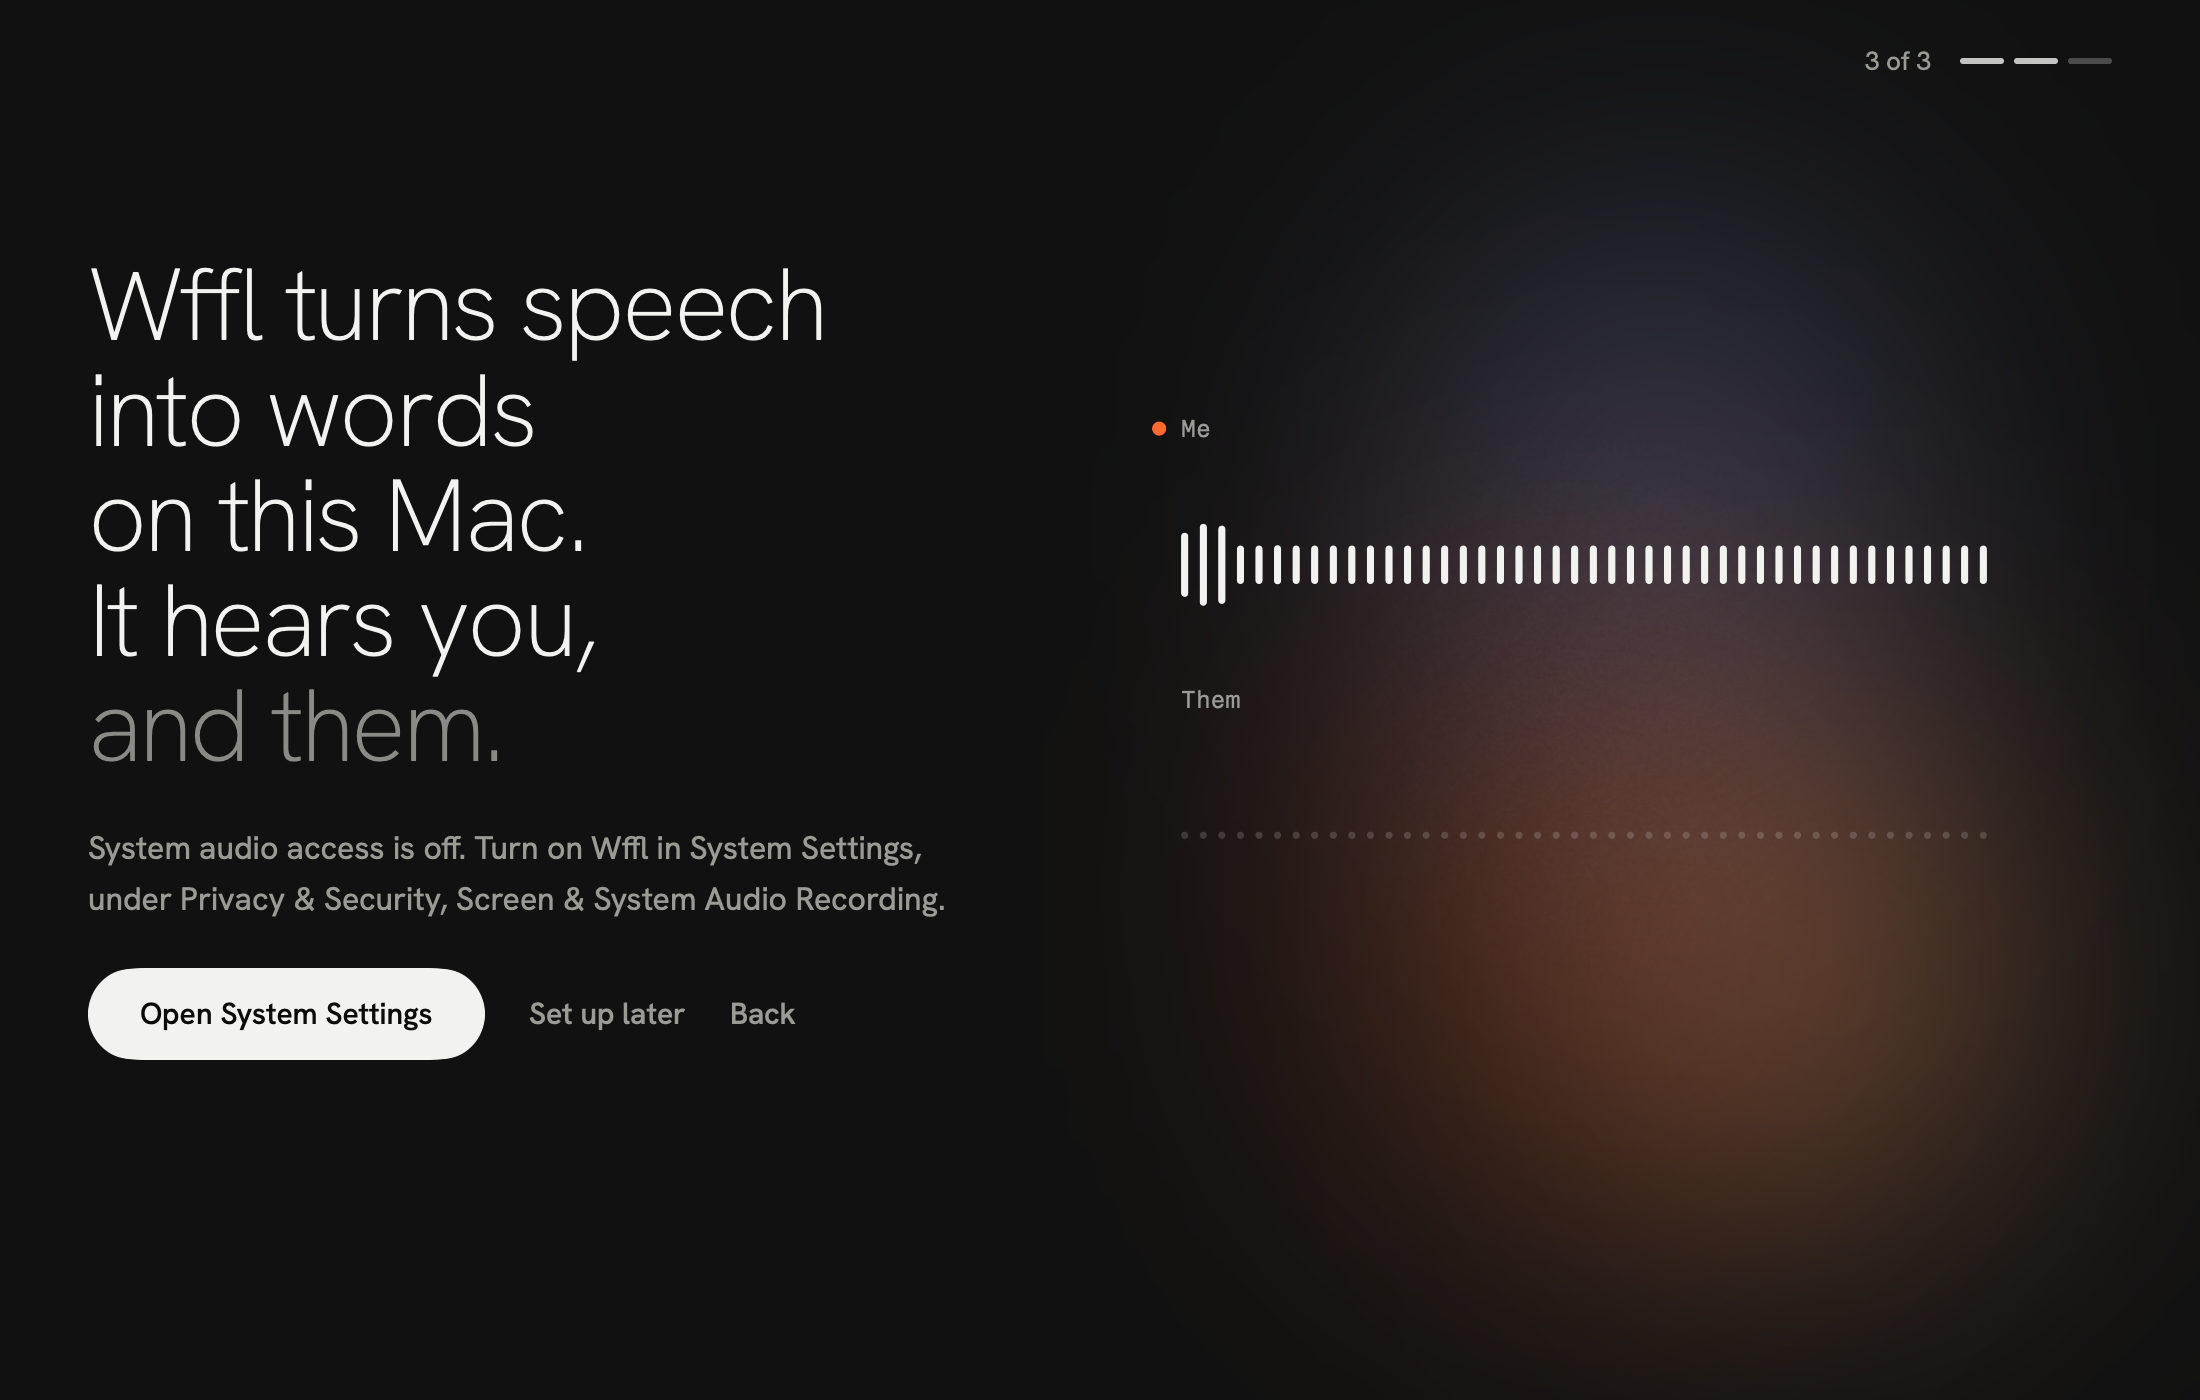 3 of 3
Wffl turns speech
into words
on this Mac.
It hears you,
and them.
System audio access is off. Turn on Wffl in System Settings,
under Privacy & Security, Screen & System Audio Recording.
Open System Settings
Set up later
Back
Me
Them